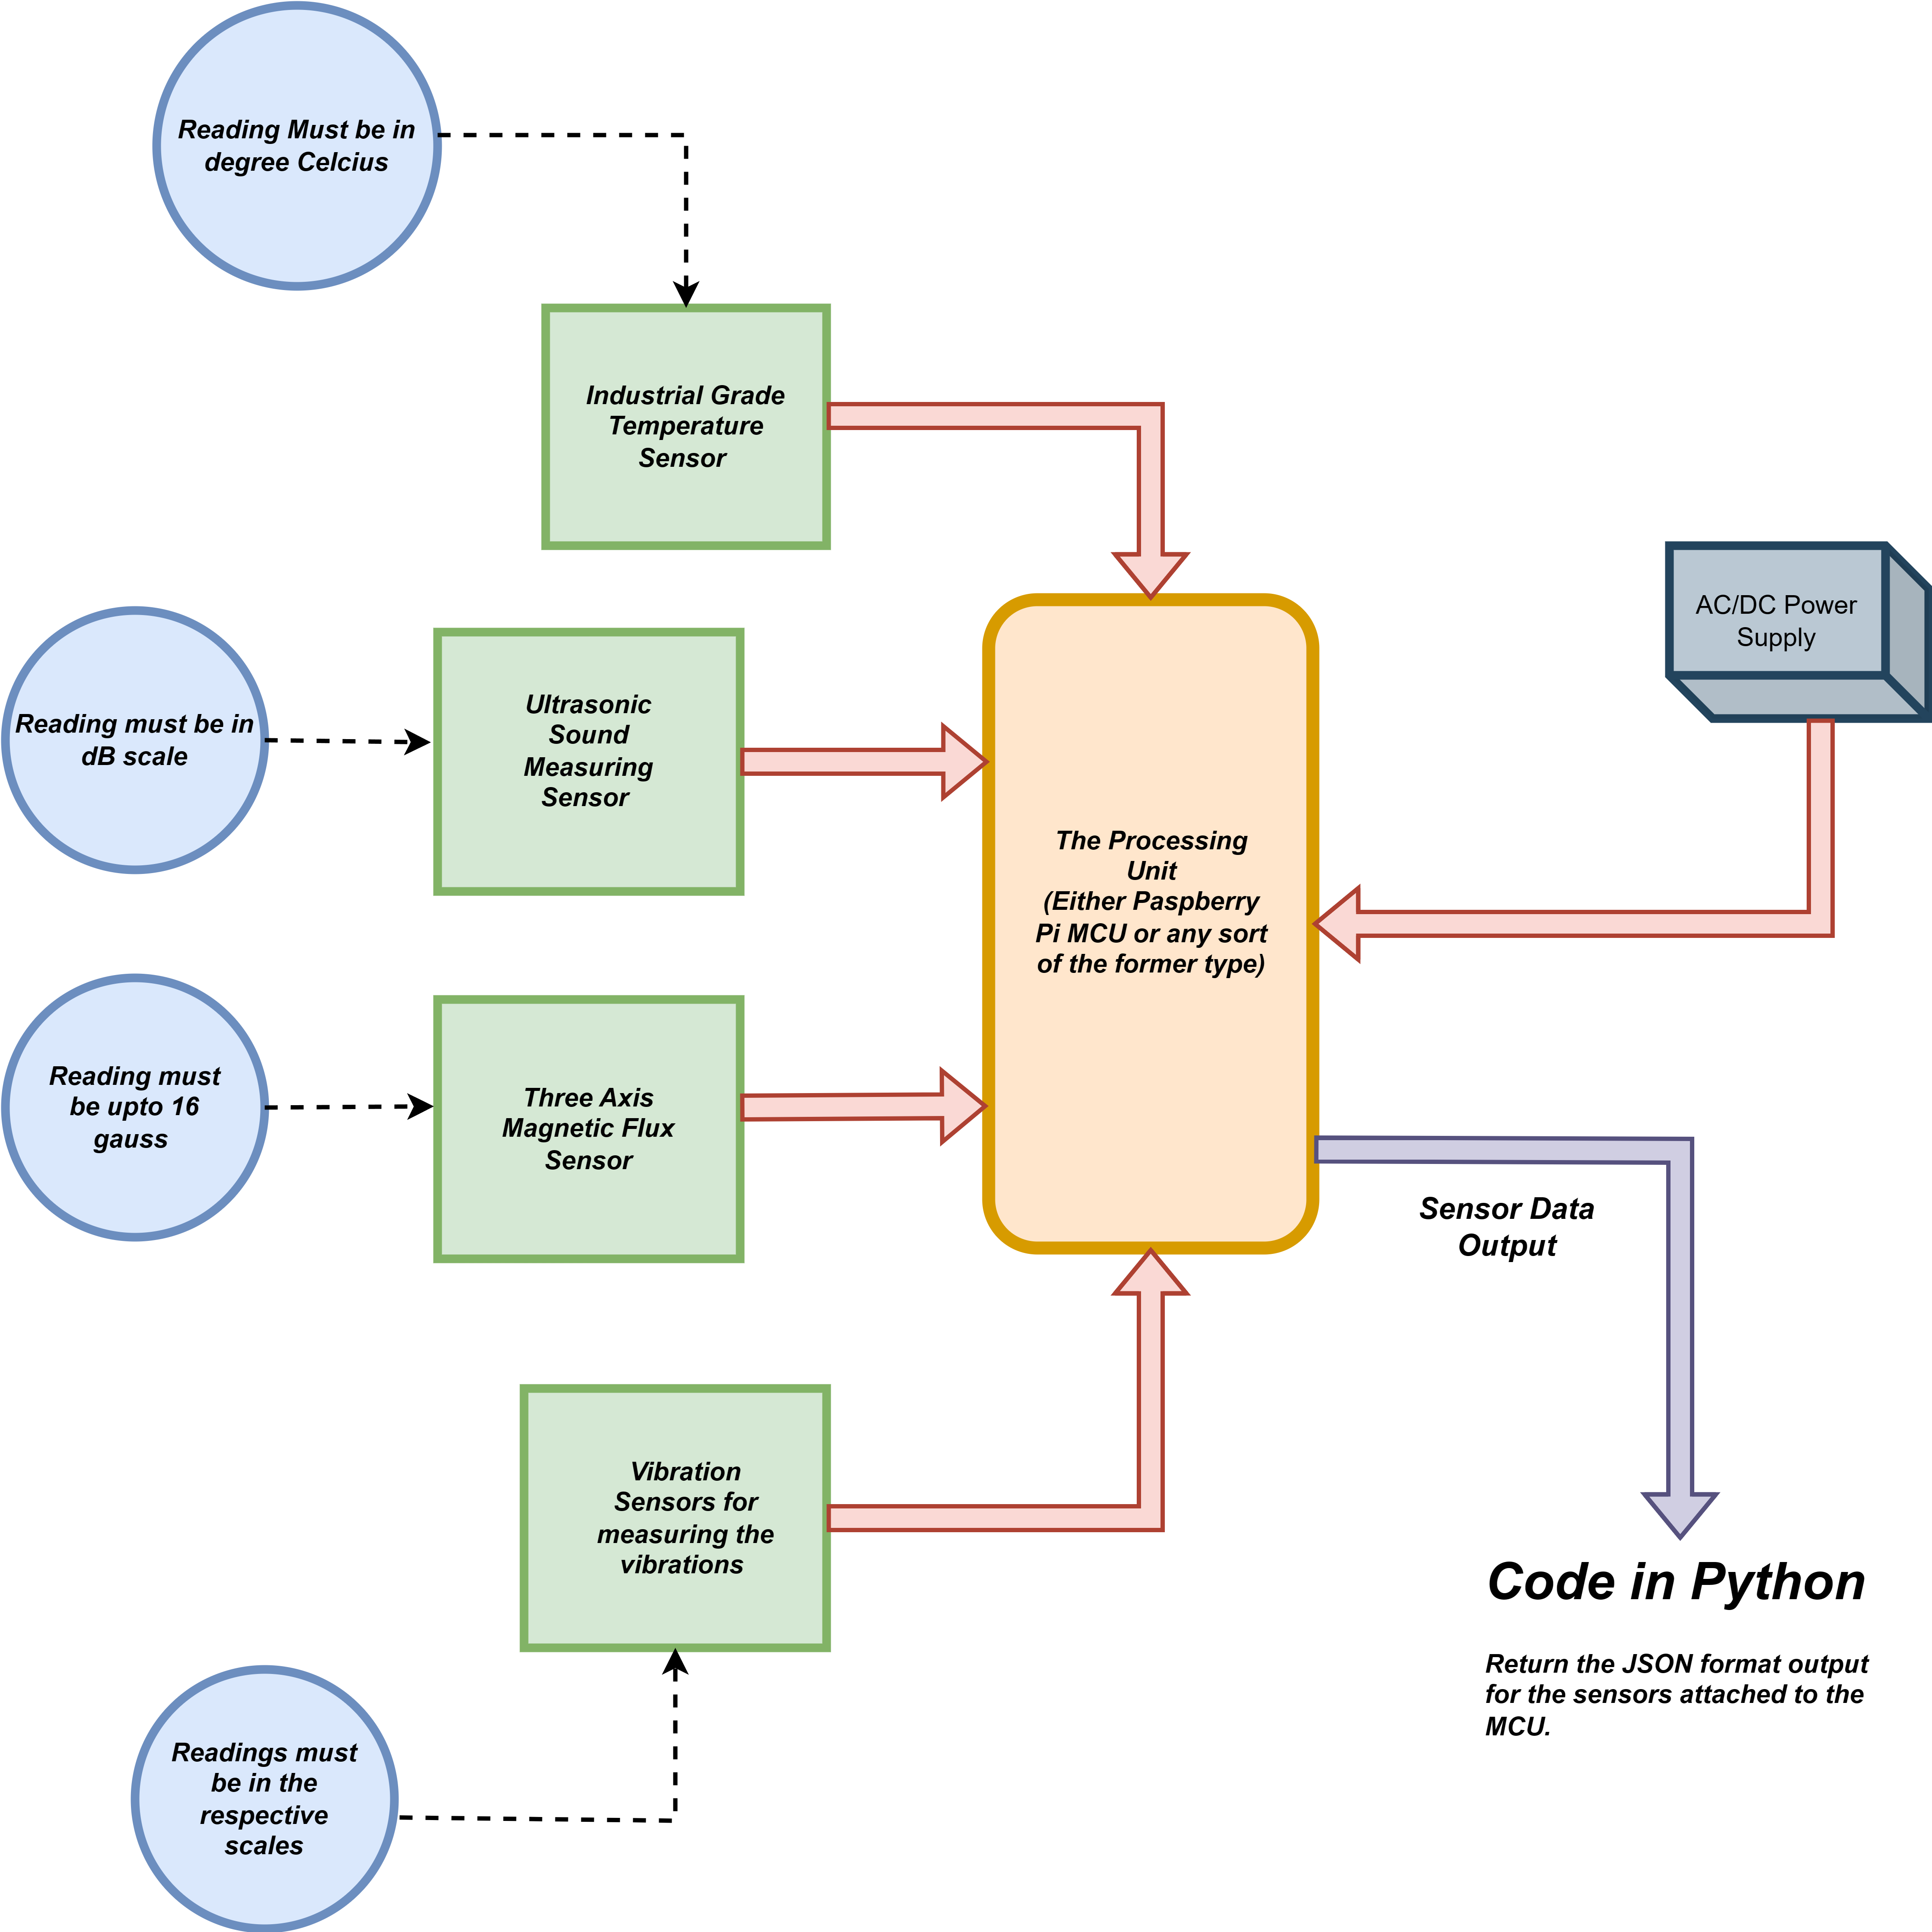 Reading Must be in
degree Celcius
Industrial Grade
Temperature
Sensor
AC/DC Power
Supply
Reading must be in
dB scale
Ultrasonic
Sound
Measuring
Sensor
The Processing
Unit
(Either Paspberry
Pi MCU or any sort
of the former type)
Reading must
be upto 16
gauss
Three Axis
Magnetic Flux
Sensor
Sensor Data
Output
Vibration
Sensors for
measuring the
vibrations
Code in Python
Return the JSON format output
for the sensors attached to the
MCU.
Readings must
be in the
respective
scales